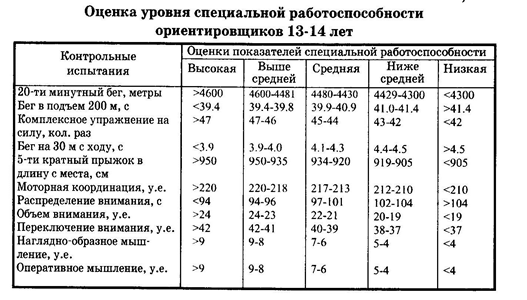 Оценка уровня специальной работоспособности
ориентировщиков 13-14 лет
Контрольные испытания | Оценки показателей специальной работоспособности
Высокая | Выше средней | Средняя | Ниже средней | Низкая
20-ти минутный бег, метры | >4600 | 4600-4481 | 4480-4430 | 4429-4300 | <4300
Бег в подъем 200 м, с | <39.4 | 39.4-39.8 | 39.9-40.9 | 41.0-41.4 | >41.4
Комплексное упражнение на
силу, кол. раз | >47 | 47-46 | 45-44 | 43-42 | <42
Бег на 30 м с ходу, с | <3.9 | 3.9-4.0 | 4.1-4.3 | 4.4-4.5 | >4.5
5-ти кратный прыжок в
длину с места, см | >950 | 950-935 | 934-920 | 919-905 | <905
Моторная координация, у.е. | >220 | 220-218 | 217-213 | 212-210 | <210
Распределение внимания, с | <94 | 94-96 | 97-101 | 102-104 | >104
Объем внимания, у.е. | >24 | 24-23 | 22-21 | 20-19 | <19
Переключение внимания, у.е. | >42 | 42-41 | 40-39 | 38-37 | <37
Наглядно-образное мыш-
ление, у.е. | >9 | 9-8 | 7-6 | 5-4 | <4
Оперативное мышление, у.е. | >9 | 9-8 | 7-6 | 5-4 | <4